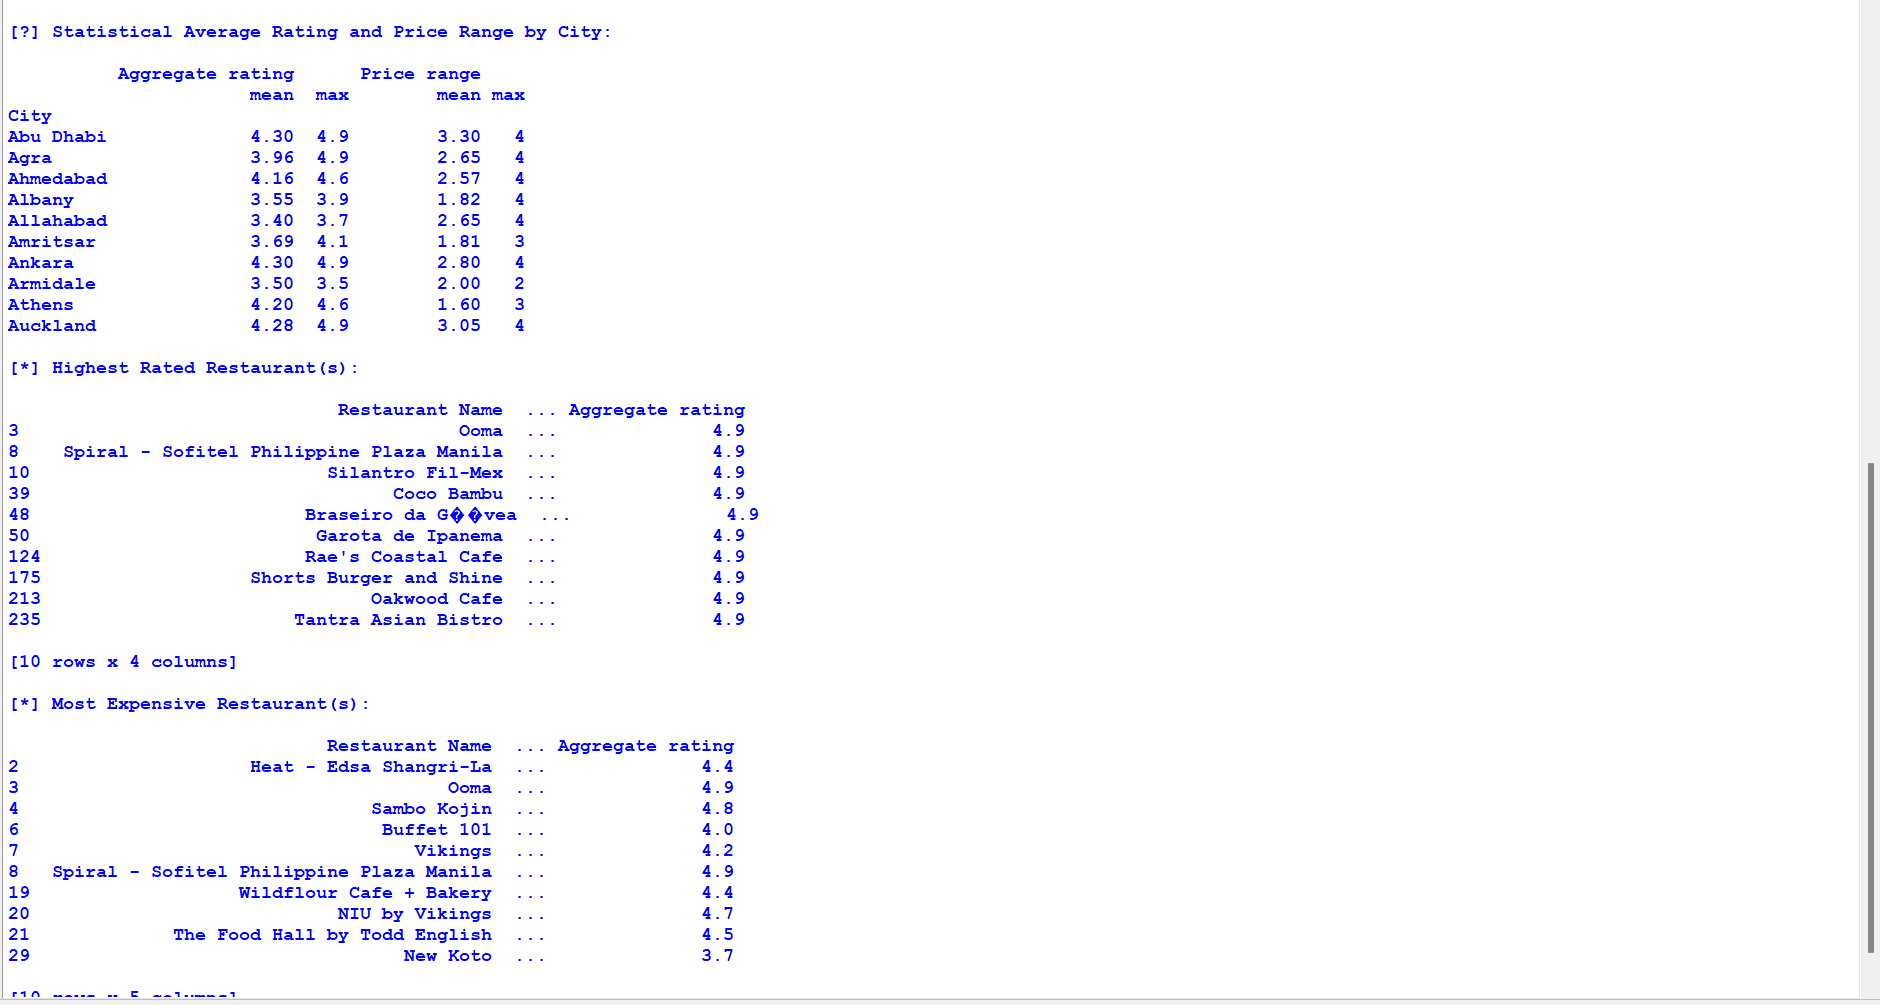 [?] Statistical Average Rating and Price Range by City:
Aggregate rating Price range
mean max mean max
City
Abu Dhabi 4.30 4.9 3.30 4
Agra 3.96 4.9 2.65 4
Ahmedabad 4.16 4.6 2.57 4
Albany 3.55 3.9 1.82 4
Allahabad 3.40 3.7 2.65 4
Amritsar 3.69 4.1 1.81 3
Ankara 4.30 4.9 2.80 4
Armidale 3.50 3.5 2.00 2
Athens 4.20 4.6 1.60 3
Auckland 4.28 4.9 3.05 4
[*] Highest Rated Restaurant(s):
Restaurant Name ... Aggregate rating
3 Ooma ... 4.9
8 Spiral - Sofitel Philippine Plaza Manila ... 4.9
10 Silantro Fil-Mex ... 4.9
39 Coco Bambu ... 4.9
48 Braseiro da G��vea ... 4.9
50 Garota de Ipanema ... 4.9
124 Rae's Coastal Cafe ... 4.9
175 Shorts Burger and Shine ... 4.9
213 Oakwood Cafe ... 4.9
235 Tantra Asian Bistro ... 4.9
[10 rows x 4 columns]
[*] Most Expensive Restaurant(s):
Restaurant Name ... Aggregate rating
2 Heat - Edsa Shangri-La ... 4.4
3 Ooma ... 4.9
4 Sambo Kojin ... 4.8
6 Buffet 101 ... 4.0
7 Vikings ... 4.2
8 Spiral - Sofitel Philippine Plaza Manila ... 4.9
19 Wildflour Cafe + Bakery ... 4.4
20 NIU by Vikings ... 4.7
21 The Food Hall by Todd English ... 4.5
29 New Koto ... 3.7
[10 rows x 5 columns]